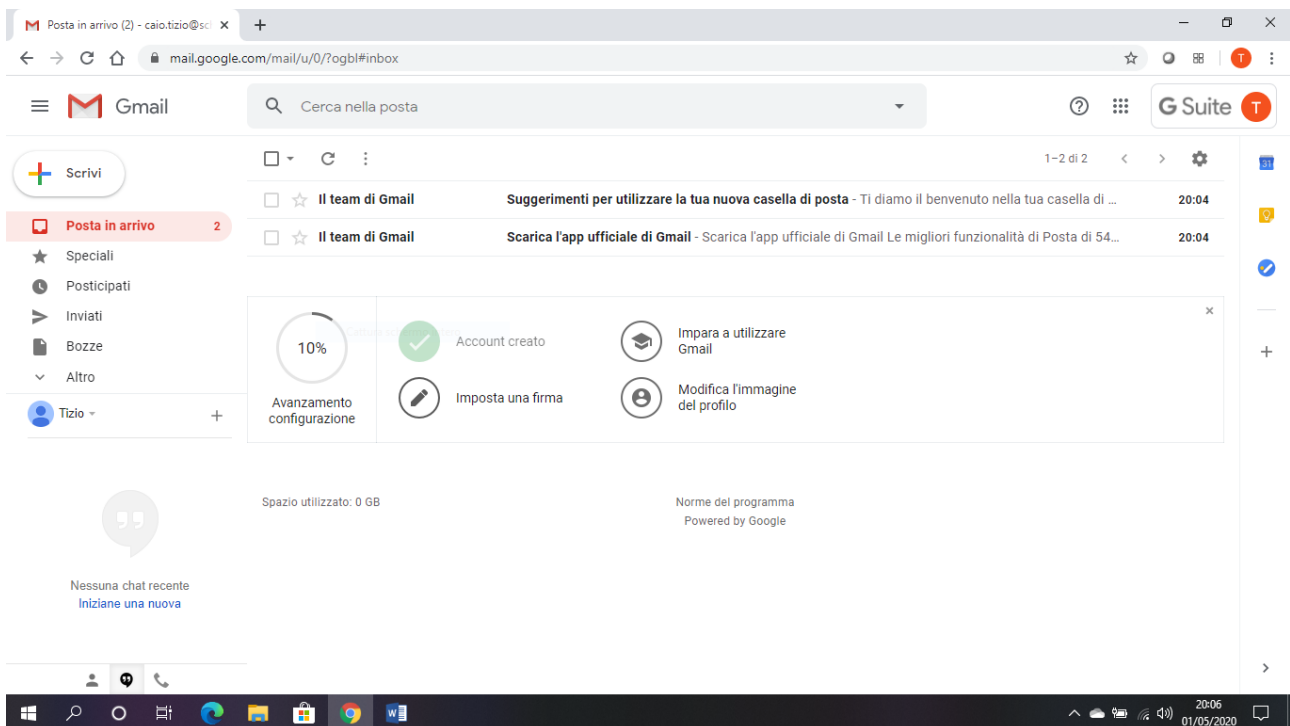 Posta in arrivo (2) - caio.tizio@sc
mail.google.com/mail/u/0/?ogbl#inbox
T
Gmail
Cerca nella posta
G Suite
T
Scrivi
1–2 di 2
31
Il team di Gmail Suggerimenti per utilizzare la tua nuova casella di posta - Ti diamo il benvenuto nella tua casella di ... 20:04
Il team di Gmail Scarica l'app ufficiale di Gmail - Scarica l'app ufficiale di Gmail Le migliori funzionalità di Posta di 54... 20:04
Posta in arrivo 2
Speciali
Posticipati
Inviati
Bozze
Altro
Tizio
10%
Avanzamento
configurazione
Account creato
Imposta una firma
Impara a utilizzare
Gmail
Modifica l'immagine
del profilo
Spazio utilizzato: 0 GB
Norme del programma
Powered by Google
Nessuna chat recente
Iniziane una nuova
20:06
01/05/2020